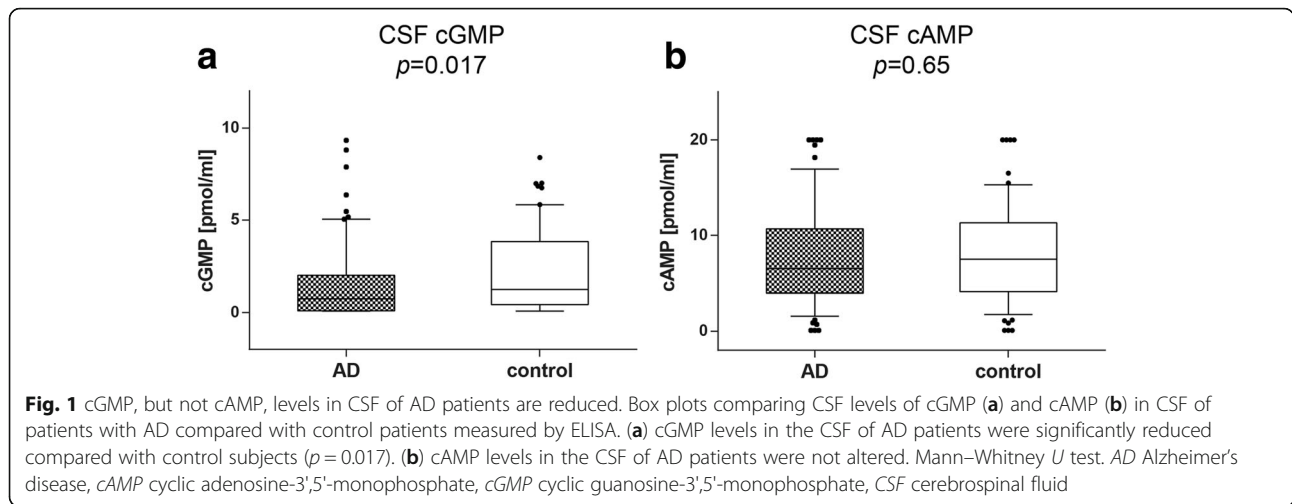 a
CSF cGMP
p=0.017
cGMP [pmol/ml]
10
5
0
AD
control
b
CSF cAMP
p=0.65
cAMP [pmol/ml]
20
10
0
AD
control
Fig. 1 cGMP, but not cAMP, levels in CSF of AD patients are reduced. Box plots comparing CSF levels of cGMP (a) and cAMP (b) in CSF of
patients with AD compared with control patients measured by ELISA. (a) cGMP levels in the CSF of AD patients were significantly reduced
compared with control subjects (p = 0.017). (b) cAMP levels in the CSF of AD patients were not altered. Mann–Whitney U test. AD Alzheimer's
disease, cAMP cyclic adenosine-3',5'-monophosphate, cGMP cyclic guanosine-3',5'-monophosphate, CSF cerebrospinal fluid